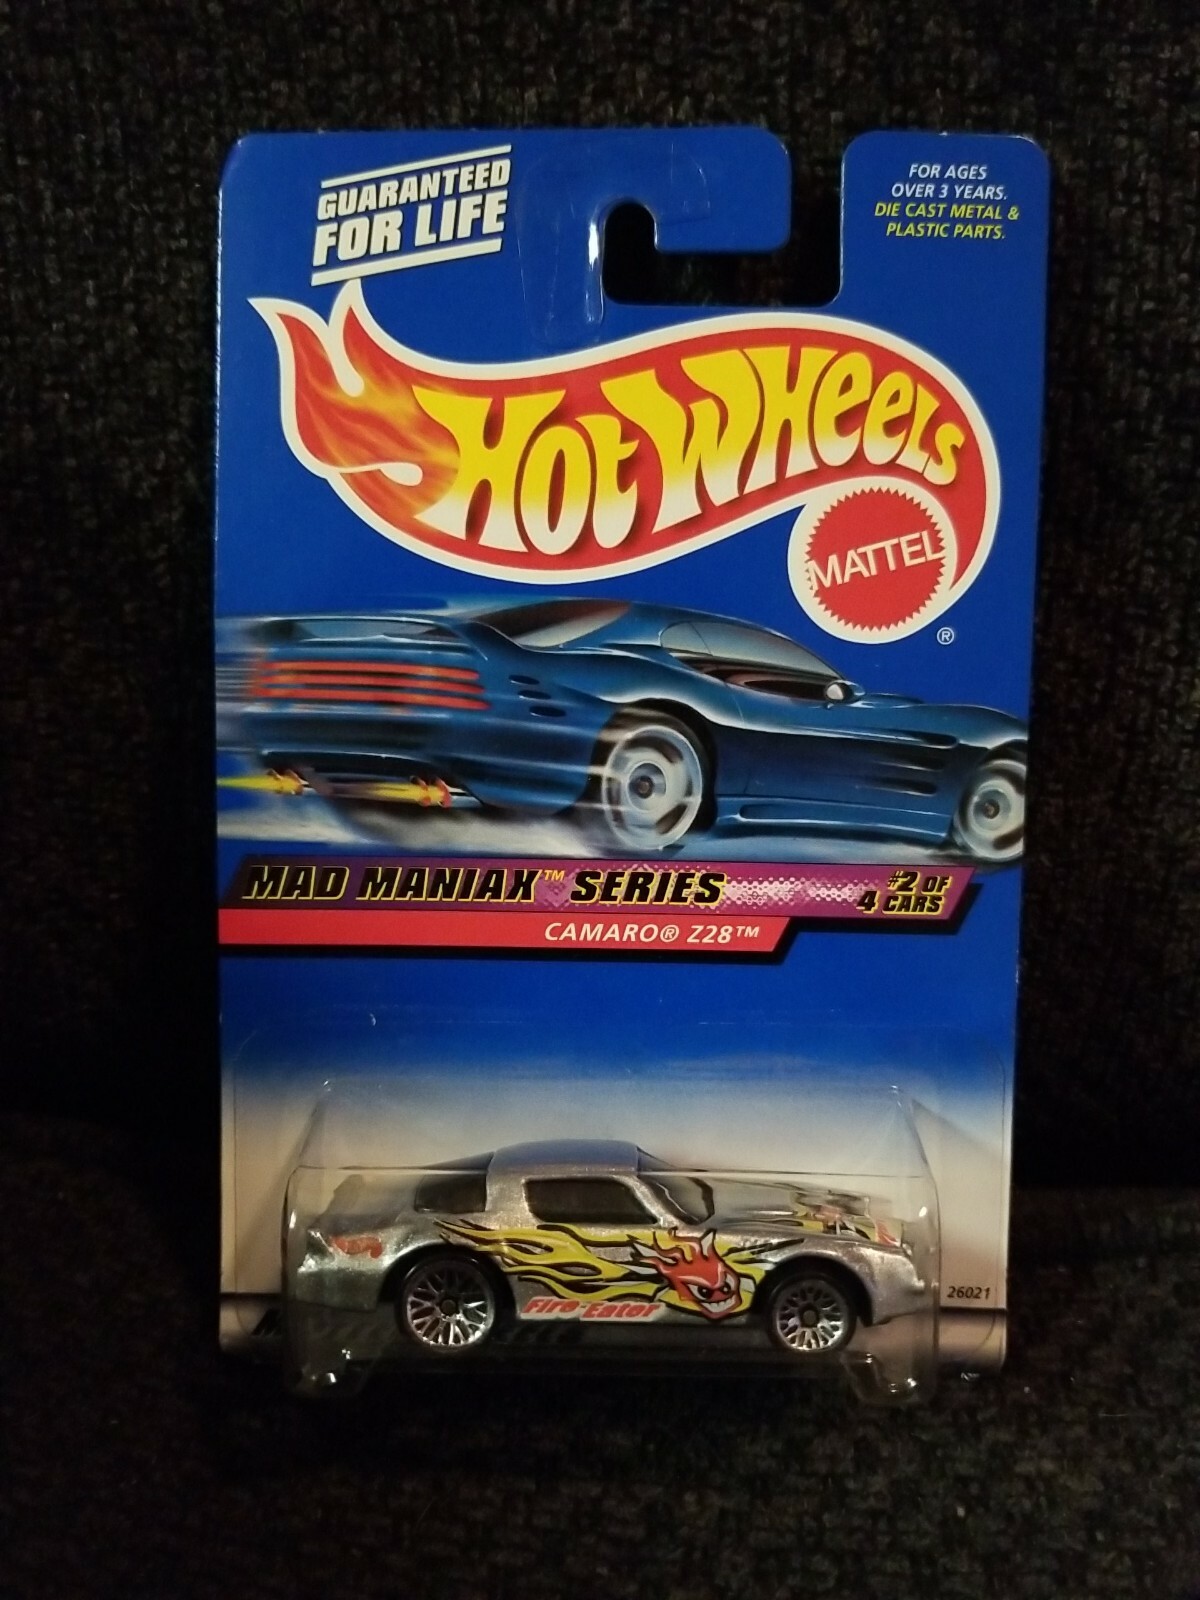 GUARANTEED
FOR LIFE
FOR AGES
OVER 3 YEARS.
DIE CAST METAL &
PLASTIC PARTS.
HOT WHEELS
MATTEL
®
MAD MANIAX™ SERIES
#2 OF
4 CARS
CAMARO® Z28™
26021
Fire-Eater